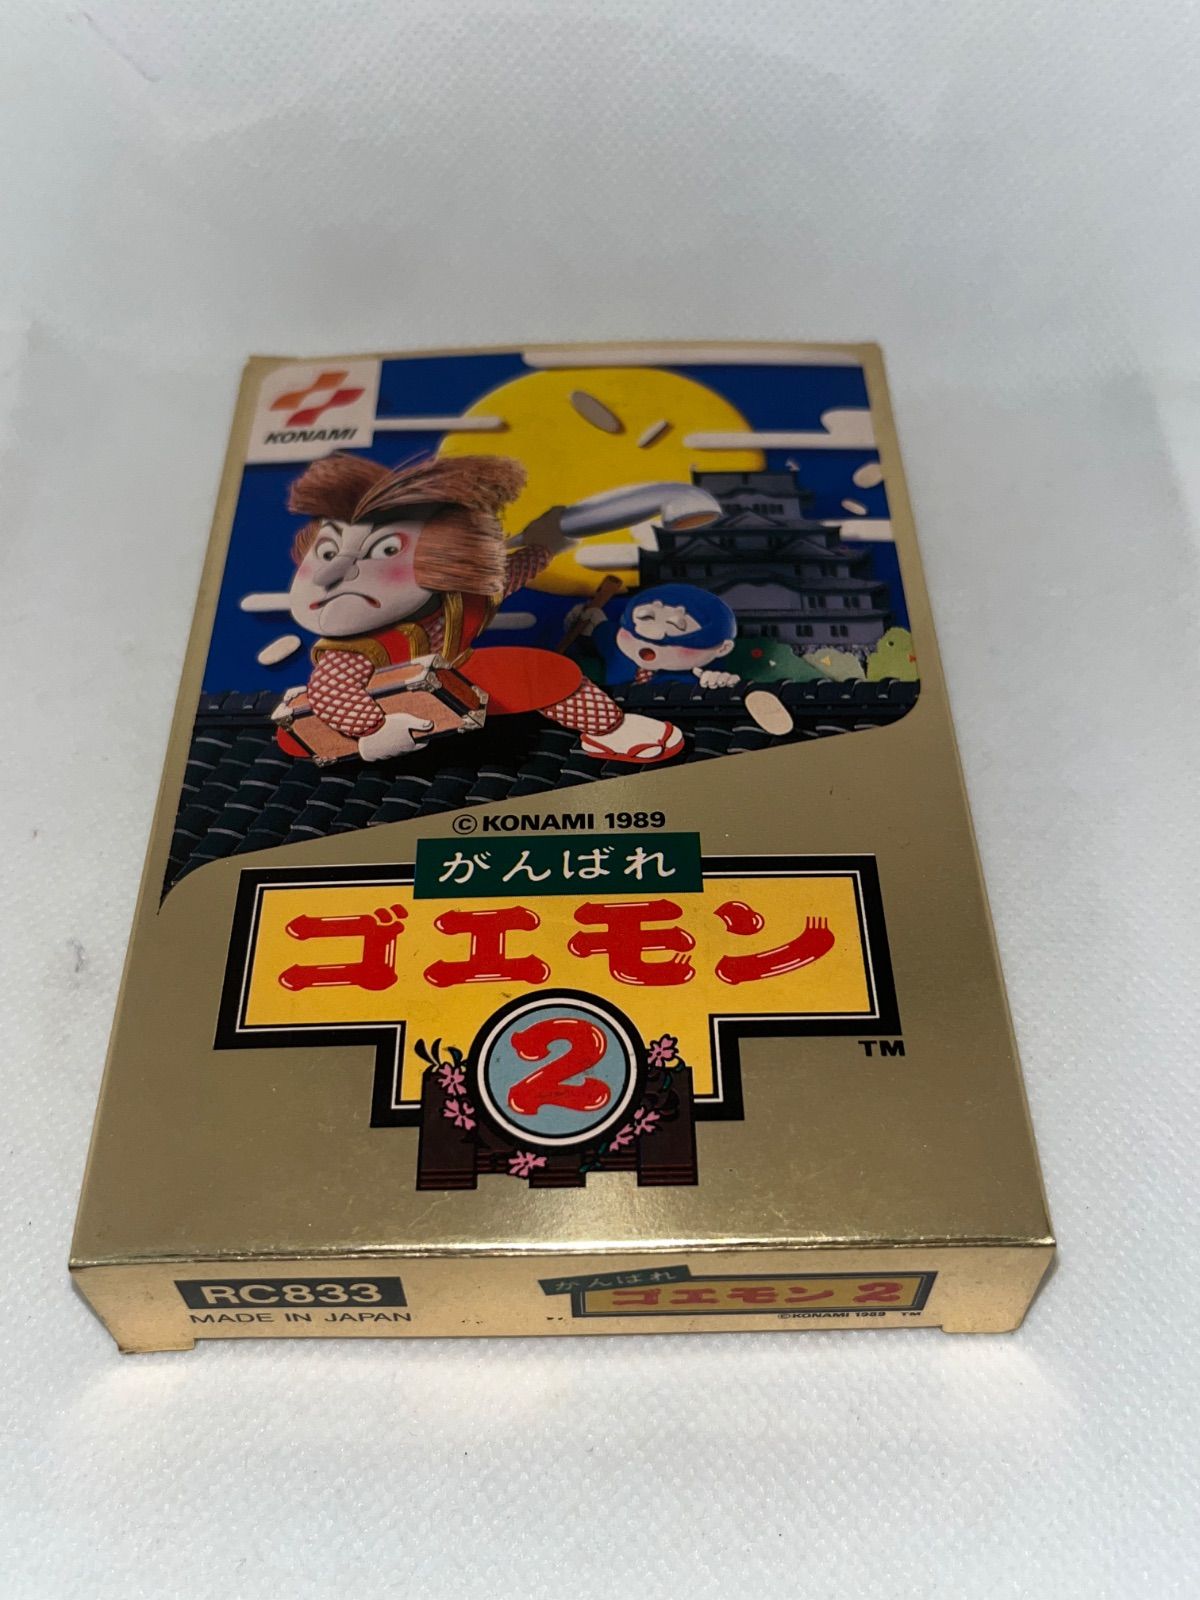 KONAMI
© KONAMI 1989
がんばれ
ゴエモン
2
TM
RC833
MADE IN JAPAN
がんばれ
ゴエモン 2
©KONAMI 1989 TM